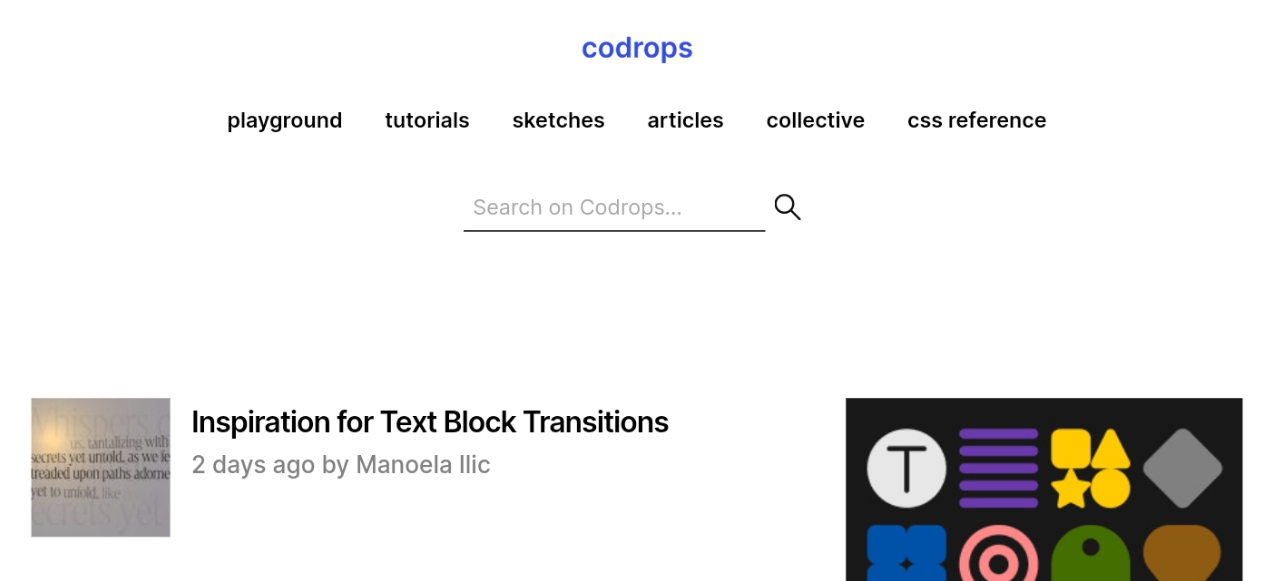 codrops
playground tutorials sketches articles collective css reference
Search on Codrops...
Inspiration for Text Block Transitions
2 days ago by Manoela Ilic
Whispers o
us, tantalizing with
secrets yet untold, as we le
treaded upon paths adorne
yet to unfold, like
ecrets yet
T